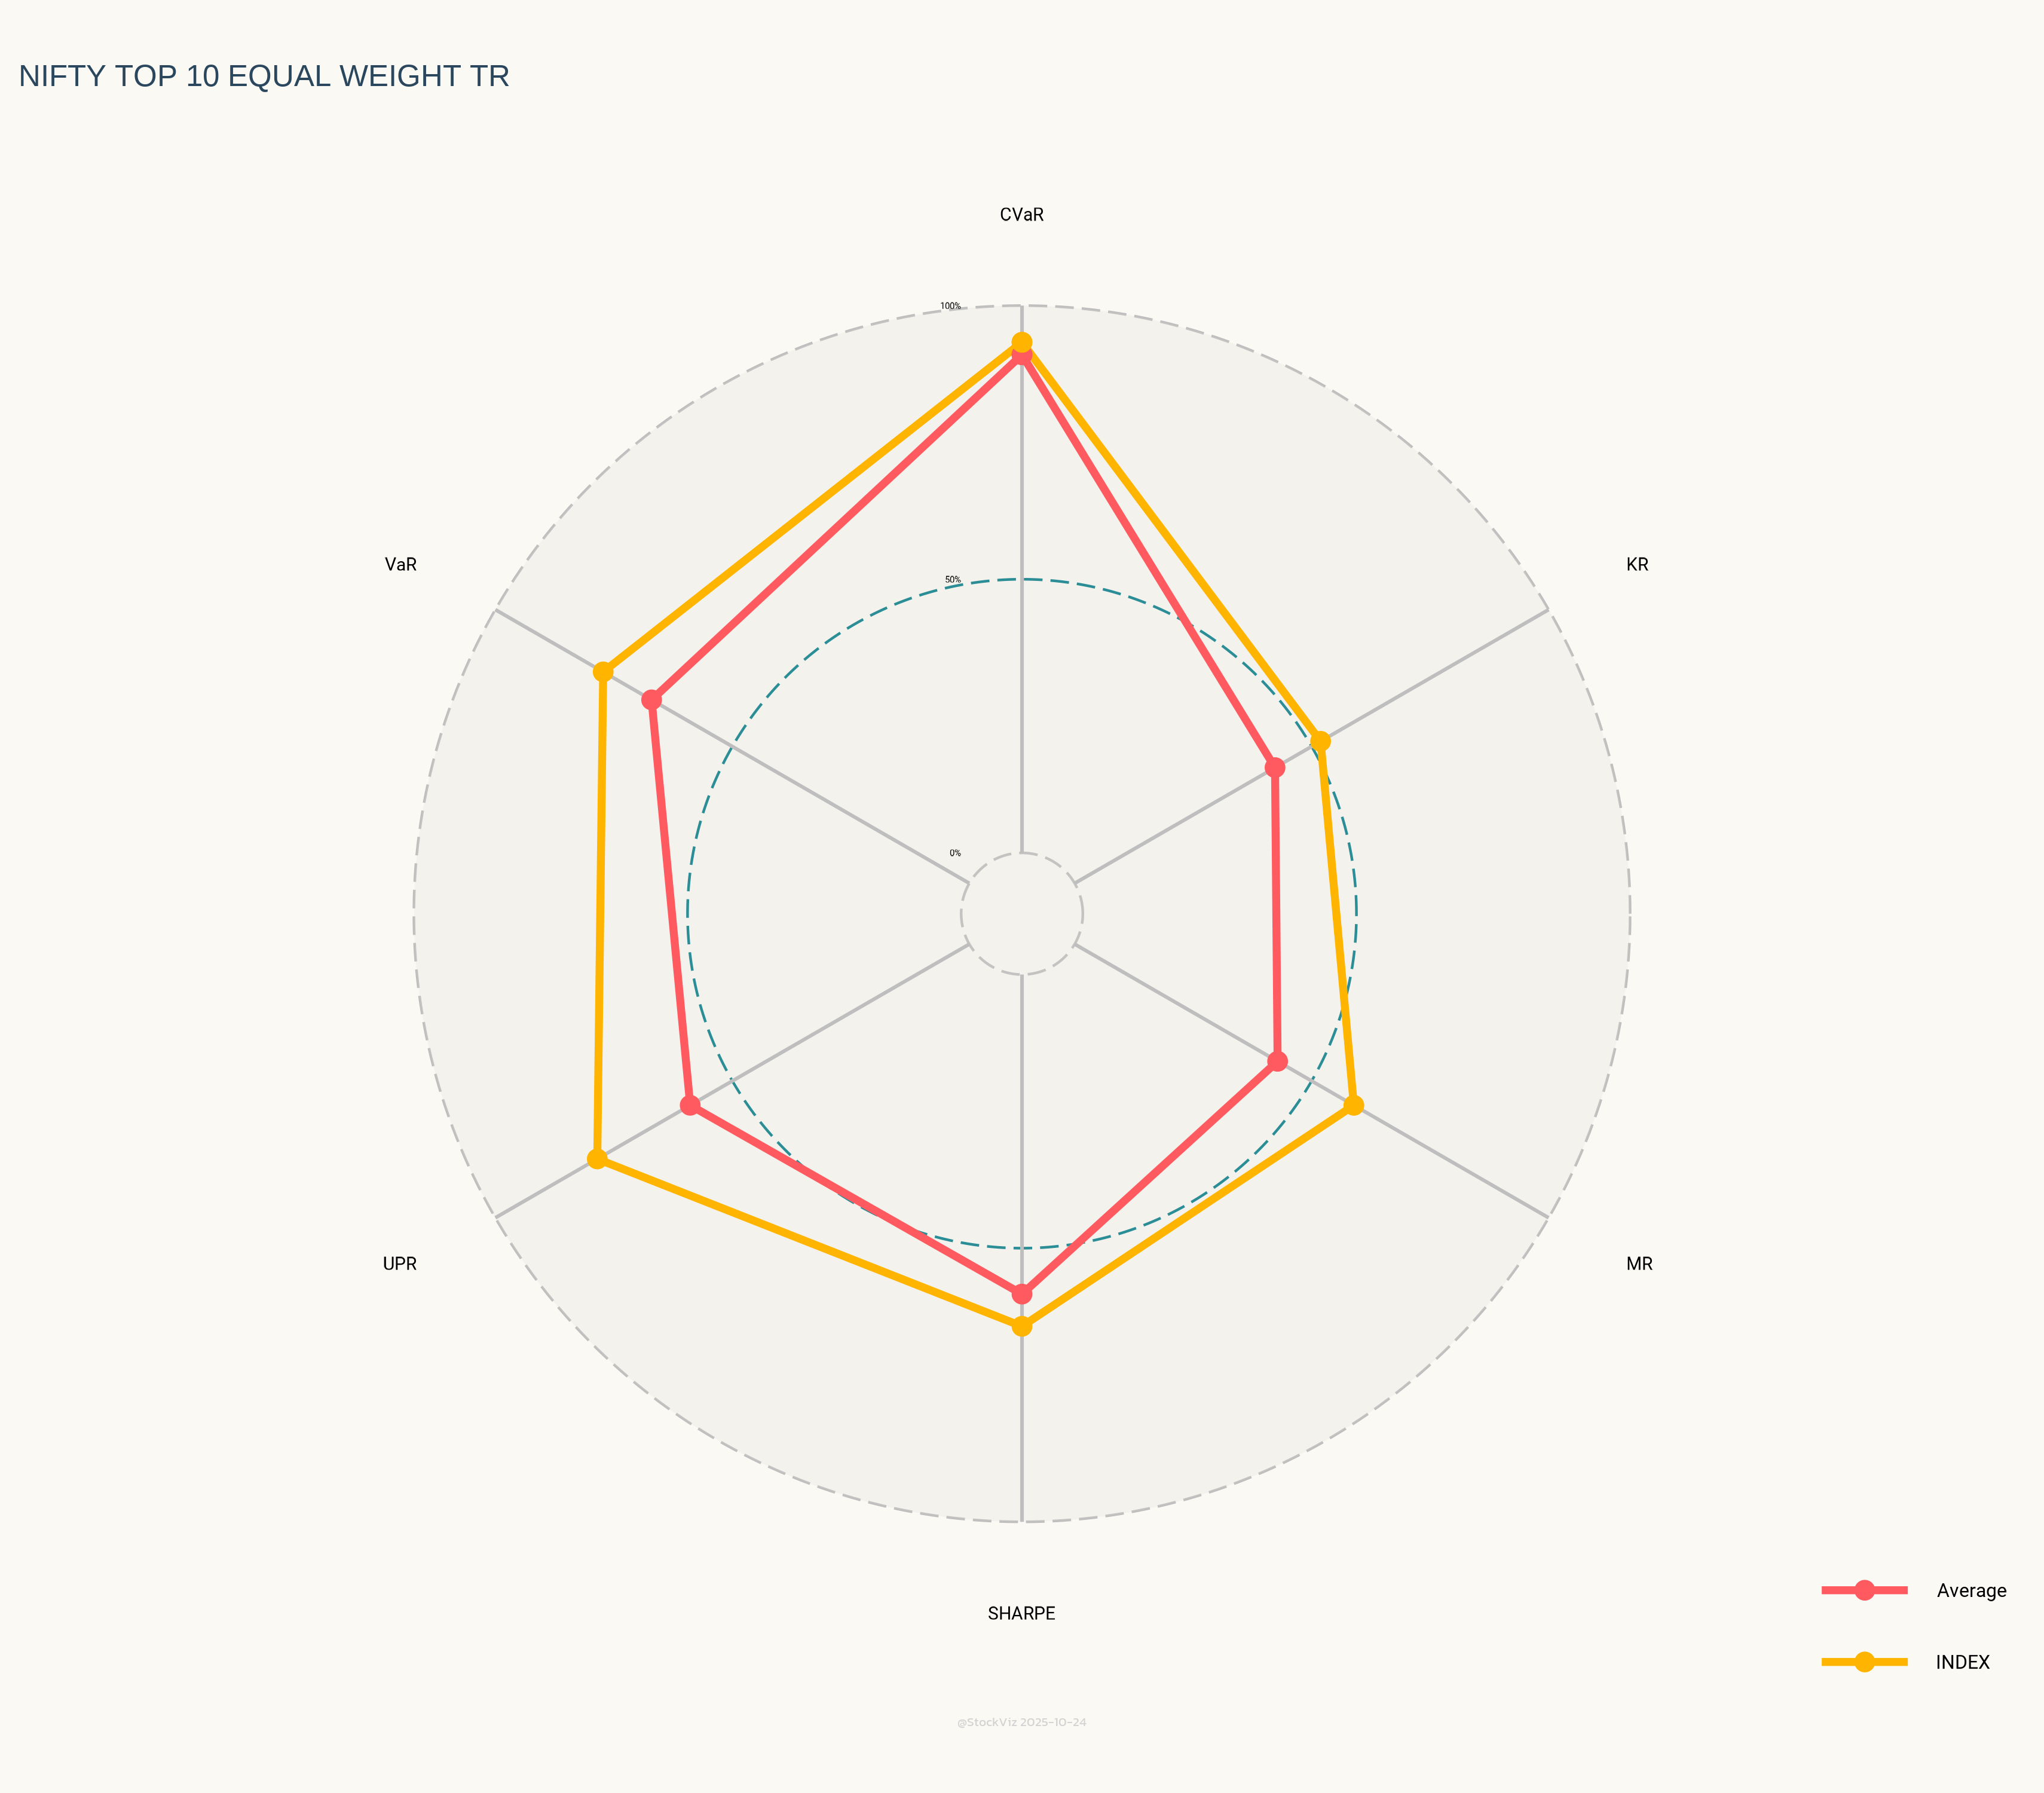 NIFTY TOP 10 EQUAL WEIGHT TR
CVaR
100%
VaR
KR
50%
0%
UPR
MR
SHARPE
Average
INDEX
@StockViz 2025-10-24